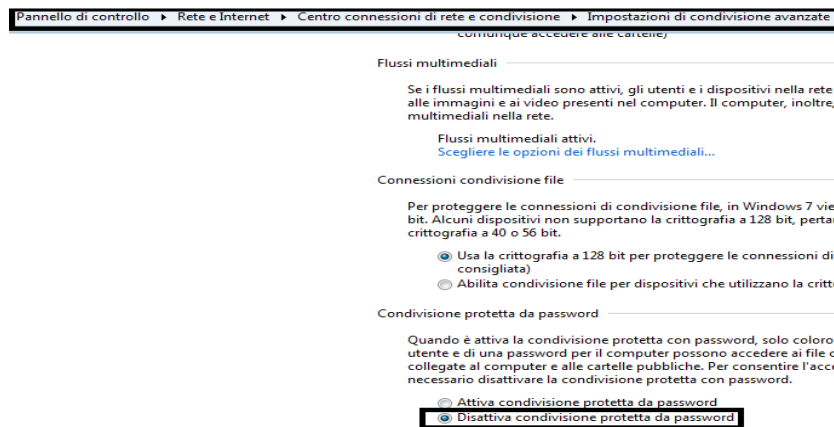 Pannello di controllo ▸ Rete e Internet ▸ Centro connessioni di rete e condivisione ▸ Impostazioni di condivisione avanzate
comunque accedere alle cartelle)
Flussi multimediali
Se i flussi multimediali sono attivi, gli utenti e i dispositivi nella rete
alle immagini e ai video presenti nel computer. Il computer, inoltre,
multimediali nella rete.
Flussi multimediali attivi.
Scegliere le opzioni dei flussi multimediali...
Connessioni condivisione file
Per proteggere le connessioni di condivisione file, in Windows 7 vie
bit. Alcuni dispositivi non supportano la crittografia a 128 bit, perta
crittografia a 40 o 56 bit.
Usa la crittografia a 128 bit per proteggere le connessioni di
consigliata)
Abilita condivisione file per dispositivi che utilizzano la critt
Condivisione protetta da password
Quando è attiva la condivisione protetta con password, solo coloro
utente e di una password per il computer possono accedere ai file c
collegate al computer e alle cartelle pubbliche. Per consentire l'acce
necessario disattivare la condivisione protetta con password.
Attiva condivisione protetta da password
Disattiva condivisione protetta da password